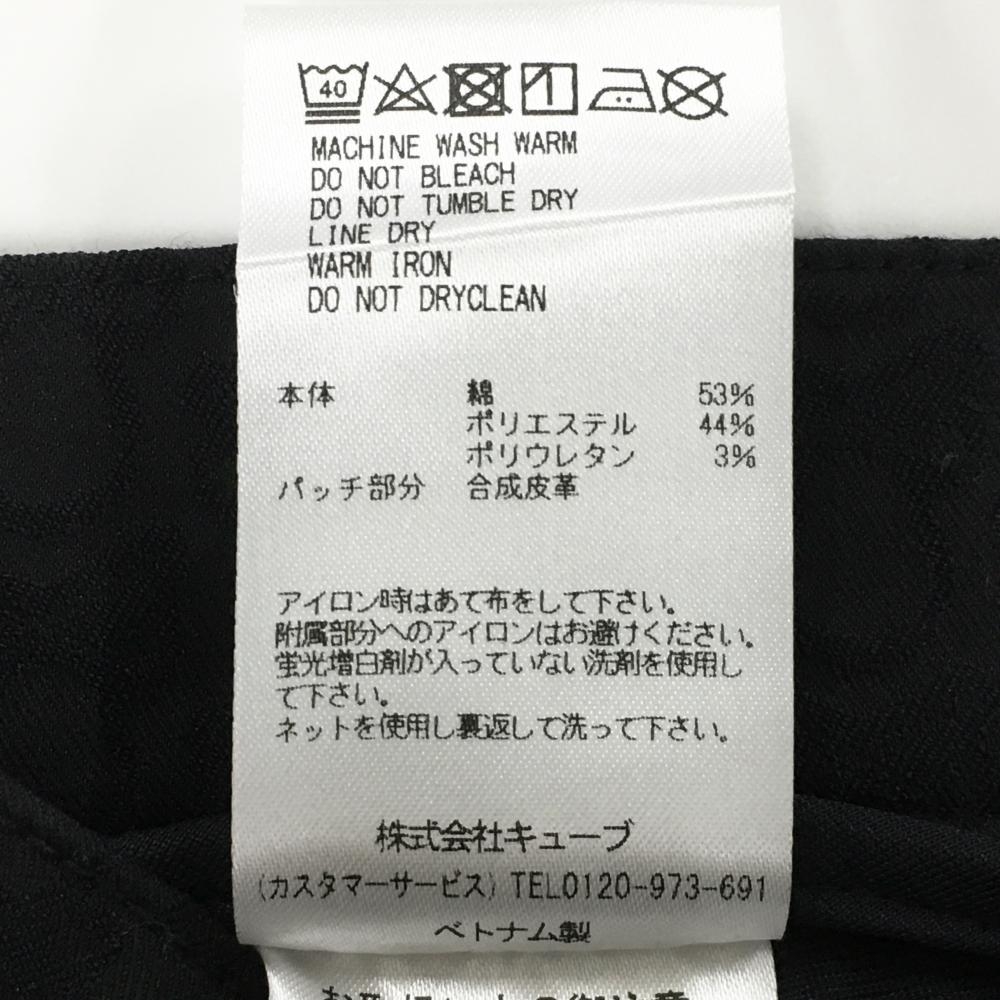 40
MACHINE WASH WARM
DO NOT BLEACH
DO NOT TUMBLE DRY
LINE DRY
WARM IRON
DO NOT DRYCLEAN
本体 綿 53%
ポリエステル 44%
ポリウレタン 3%
パッチ部分 合成皮革
アイロン時はあて布をして下さい。
附属部分へのアイロンはお避けください。
蛍光増白剤が入っていない洗剤を使用し
て下さい。
ネットを使用し裏返して洗って下さい。
株式会社キューブ
(カスタマーサービス) TEL0120-973-691
ベトナム製